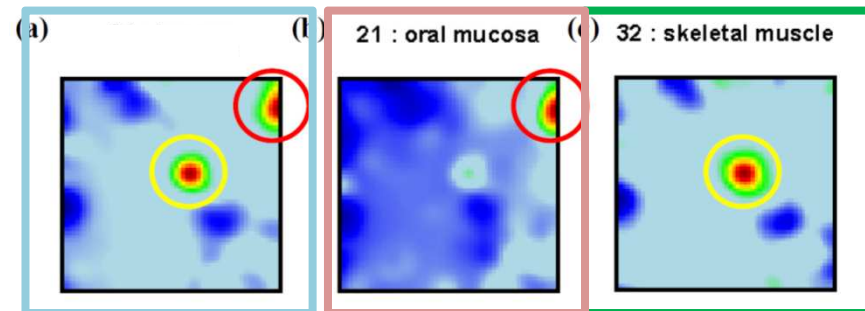 (a)
(b) 21 : oral mucosa
(c) 32 : skeletal muscle